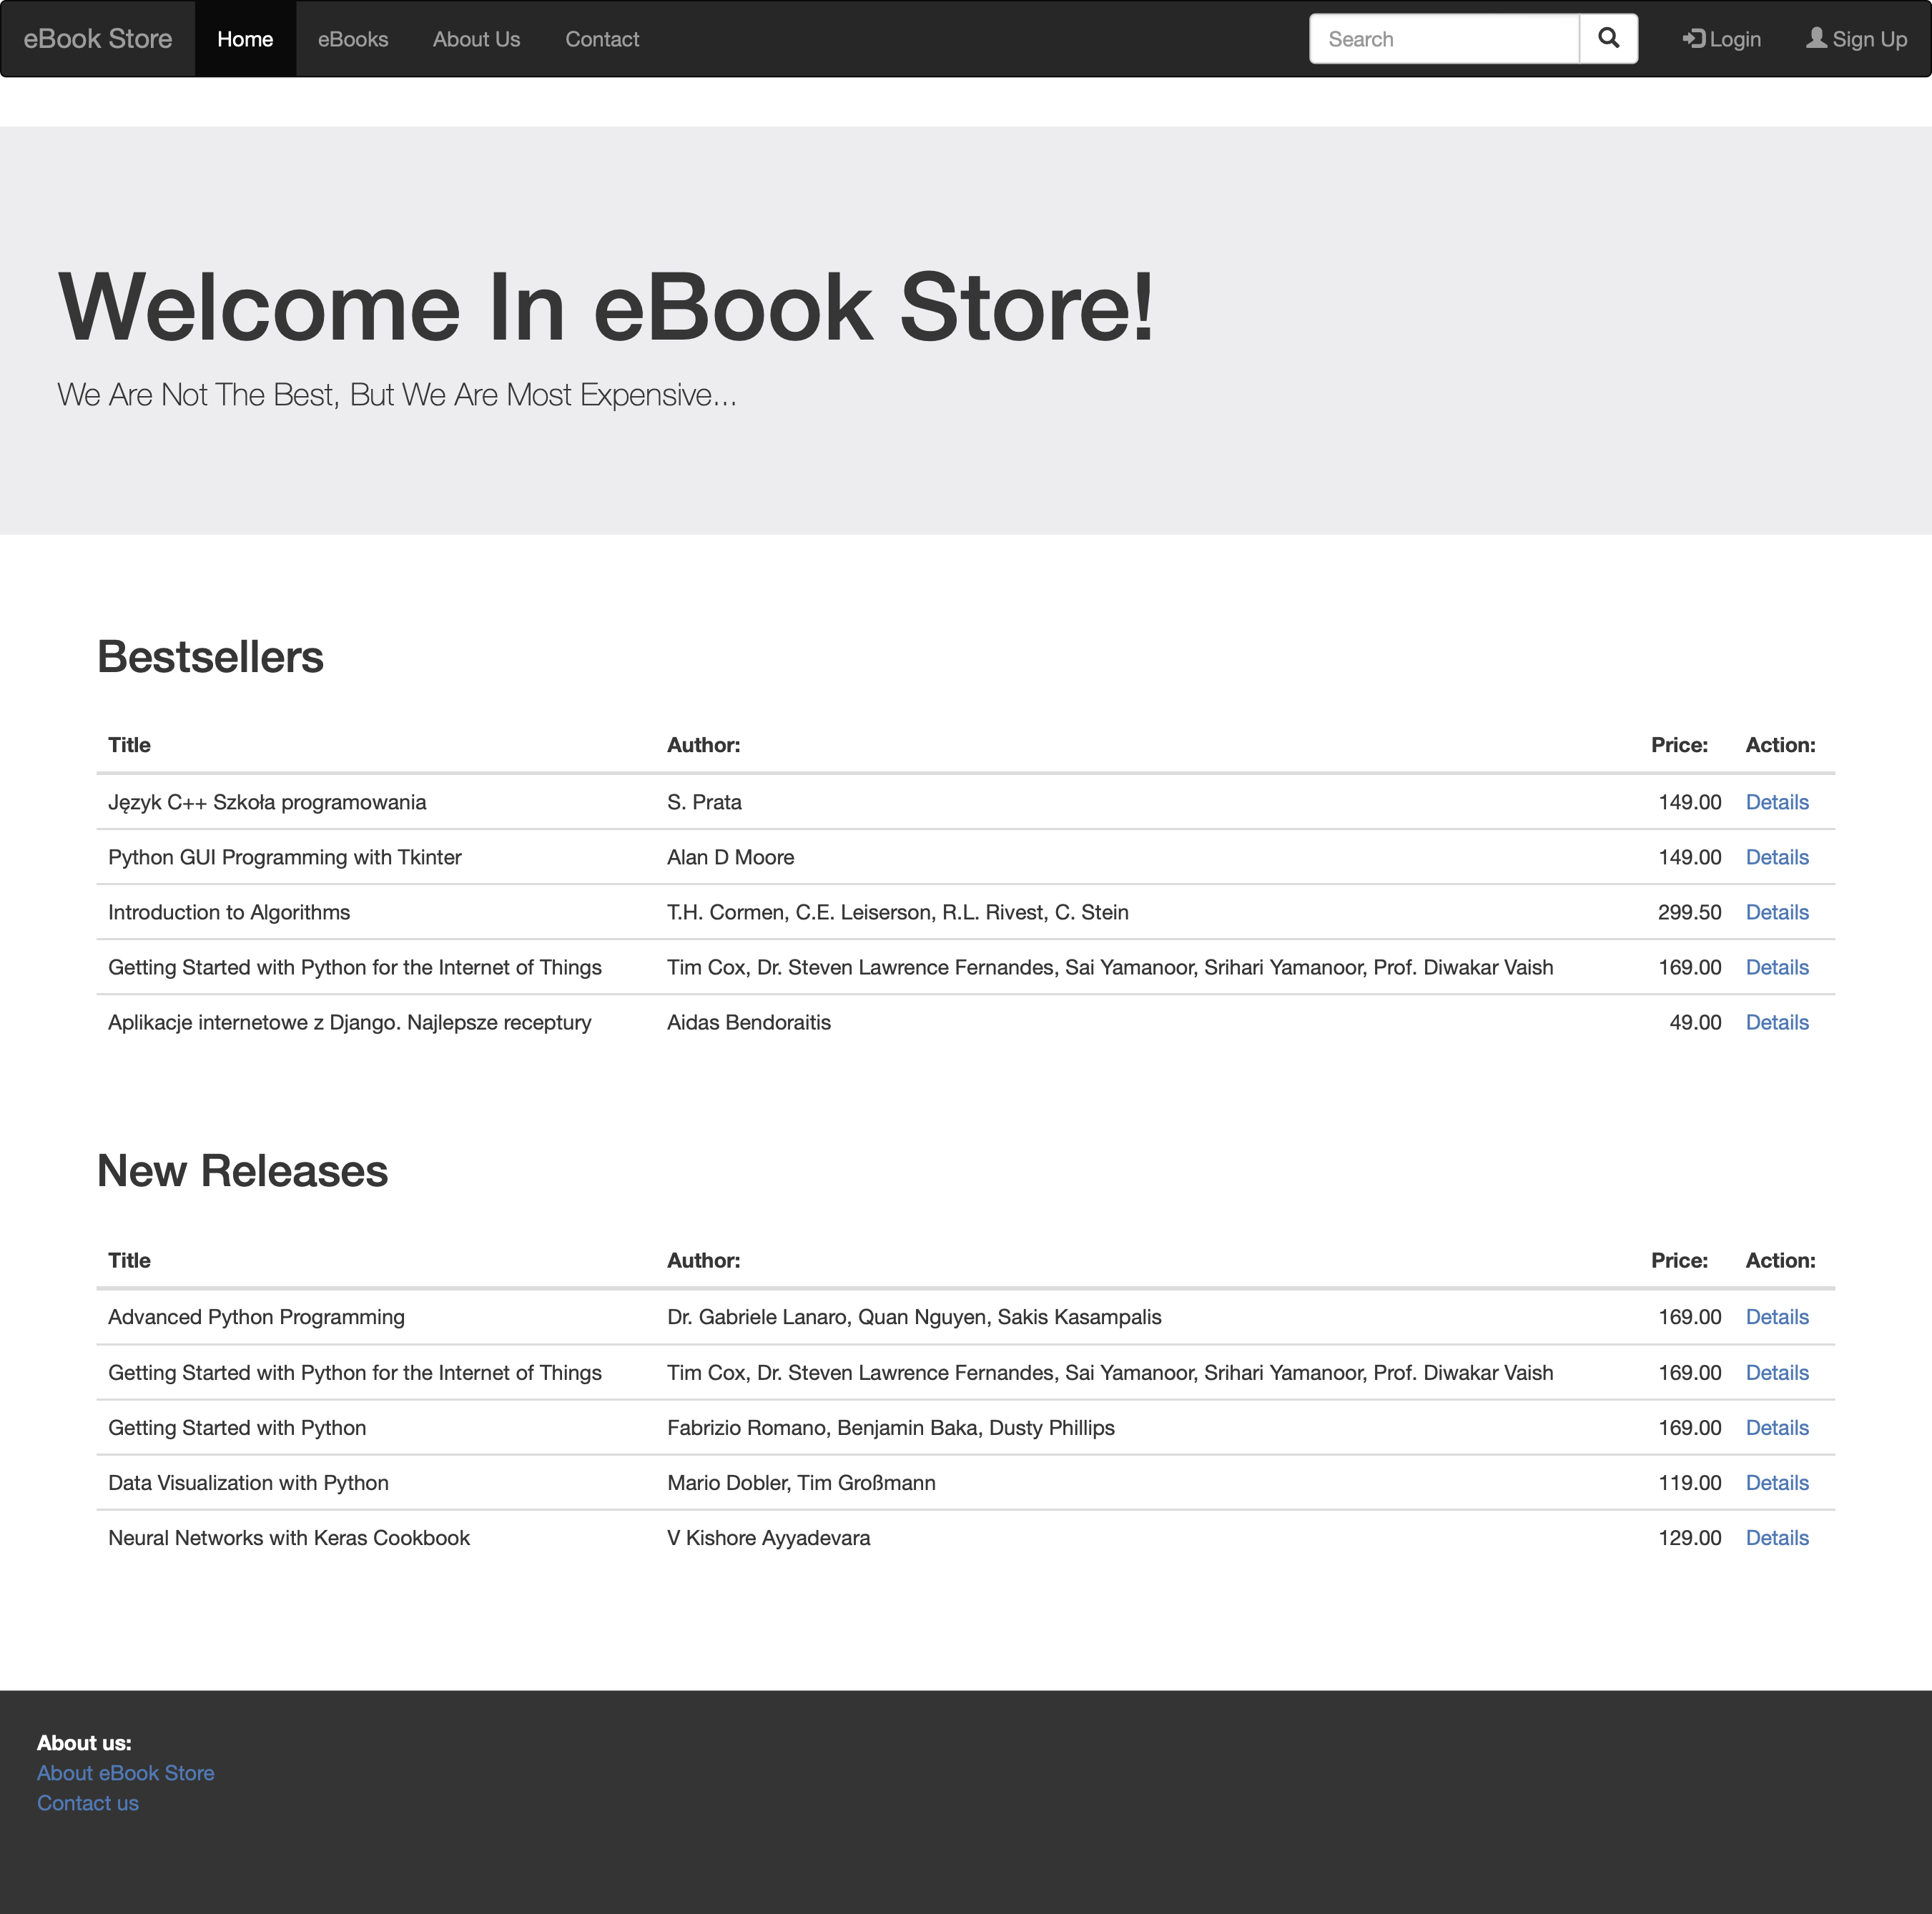 eBook Store Home eBooks About Us Contact Search Login Sign Up
Welcome In eBook Store!
We Are Not The Best, But We Are Most Expensive...
Bestsellers
Title Author: Price: Action:
Język C++ Szkoła programowania S. Prata 149.00 Details
Python GUI Programming with Tkinter Alan D Moore 149.00 Details
Introduction to Algorithms T.H. Cormen, C.E. Leiserson, R.L. Rivest, C. Stein 299.50 Details
Getting Started with Python for the Internet of Things Tim Cox, Dr. Steven Lawrence Fernandes, Sai Yamanoor, Srihari Yamanoor, Prof. Diwakar Vaish 169.00 Details
Aplikacje internetowe z Django. Najlepsze receptury Aidas Bendoraitis 49.00 Details
New Releases
Title Author: Price: Action:
Advanced Python Programming Dr. Gabriele Lanaro, Quan Nguyen, Sakis Kasampalis 169.00 Details
Getting Started with Python for the Internet of Things Tim Cox, Dr. Steven Lawrence Fernandes, Sai Yamanoor, Srihari Yamanoor, Prof. Diwakar Vaish 169.00 Details
Getting Started with Python Fabrizio Romano, Benjamin Baka, Dusty Phillips 169.00 Details
Data Visualization with Python Mario Dobler, Tim Großmann 119.00 Details
Neural Networks with Keras Cookbook V Kishore Ayyadevara 129.00 Details
About us:
About eBook Store
Contact us